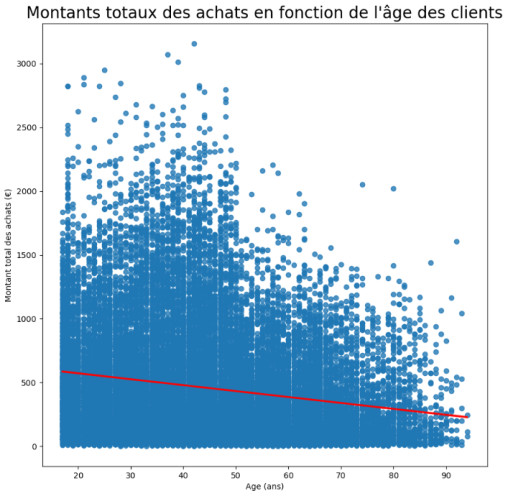 Montants totaux des achats en fonction de l'âge des clients
Montant total des achats (€)
3000
2500
2000
1500
1000
500
0
20 30 40 50 60 70 80 90
Age (ans)